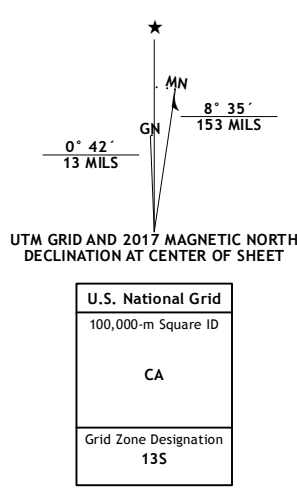 MN
8° 35´
153 MILS
GN
0° 42´
13 MILS
UTM GRID AND 2017 MAGNETIC NORTH
DECLINATION AT CENTER OF SHEET
U.S. National Grid
100,000-m Square ID
CA
Grid Zone Designation
13S